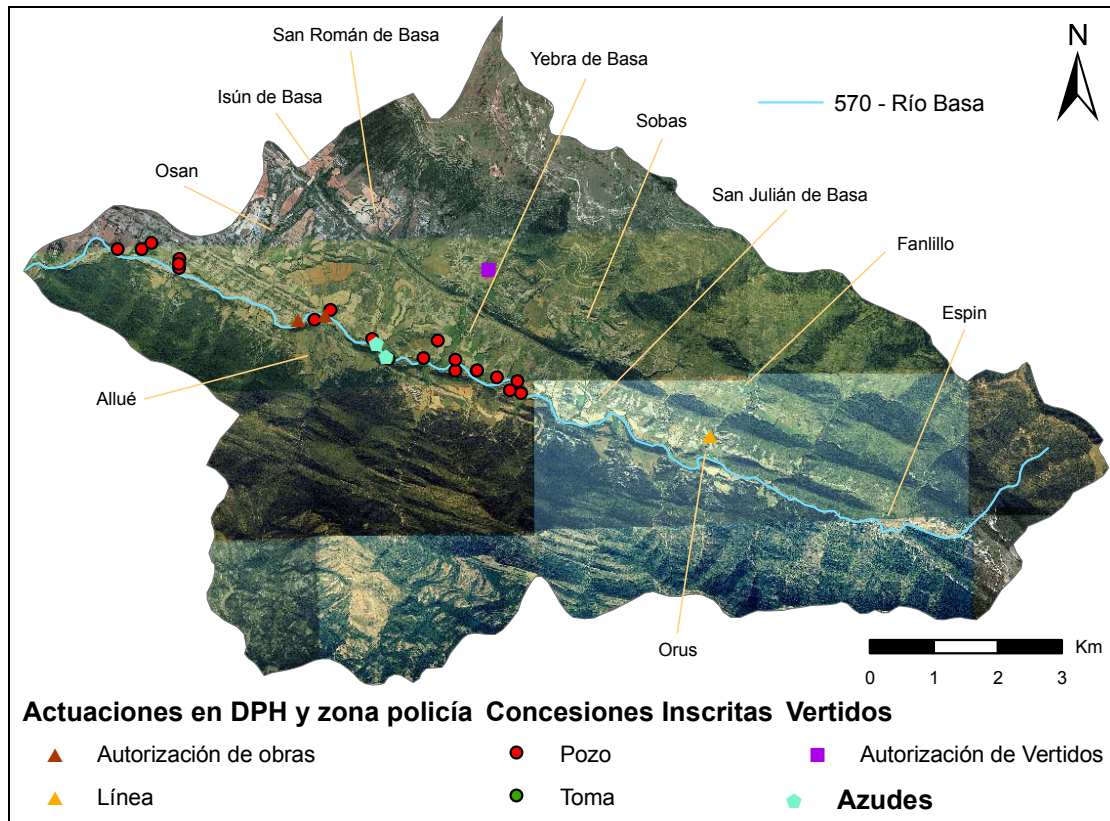 San Román de Basa
N
Yebra de Basa
Isún de Basa
570 - Río Basa
Sobas
Osan
San Julián de Basa
Fanlillo
Espin
Allué
Orus
Km
0 1 2 3
Actuaciones en DPH y zona policía Concesiones Inscritas Vertidos
Autorización de obras Pozo Autorización de Vertidos
Línea Toma Azudes